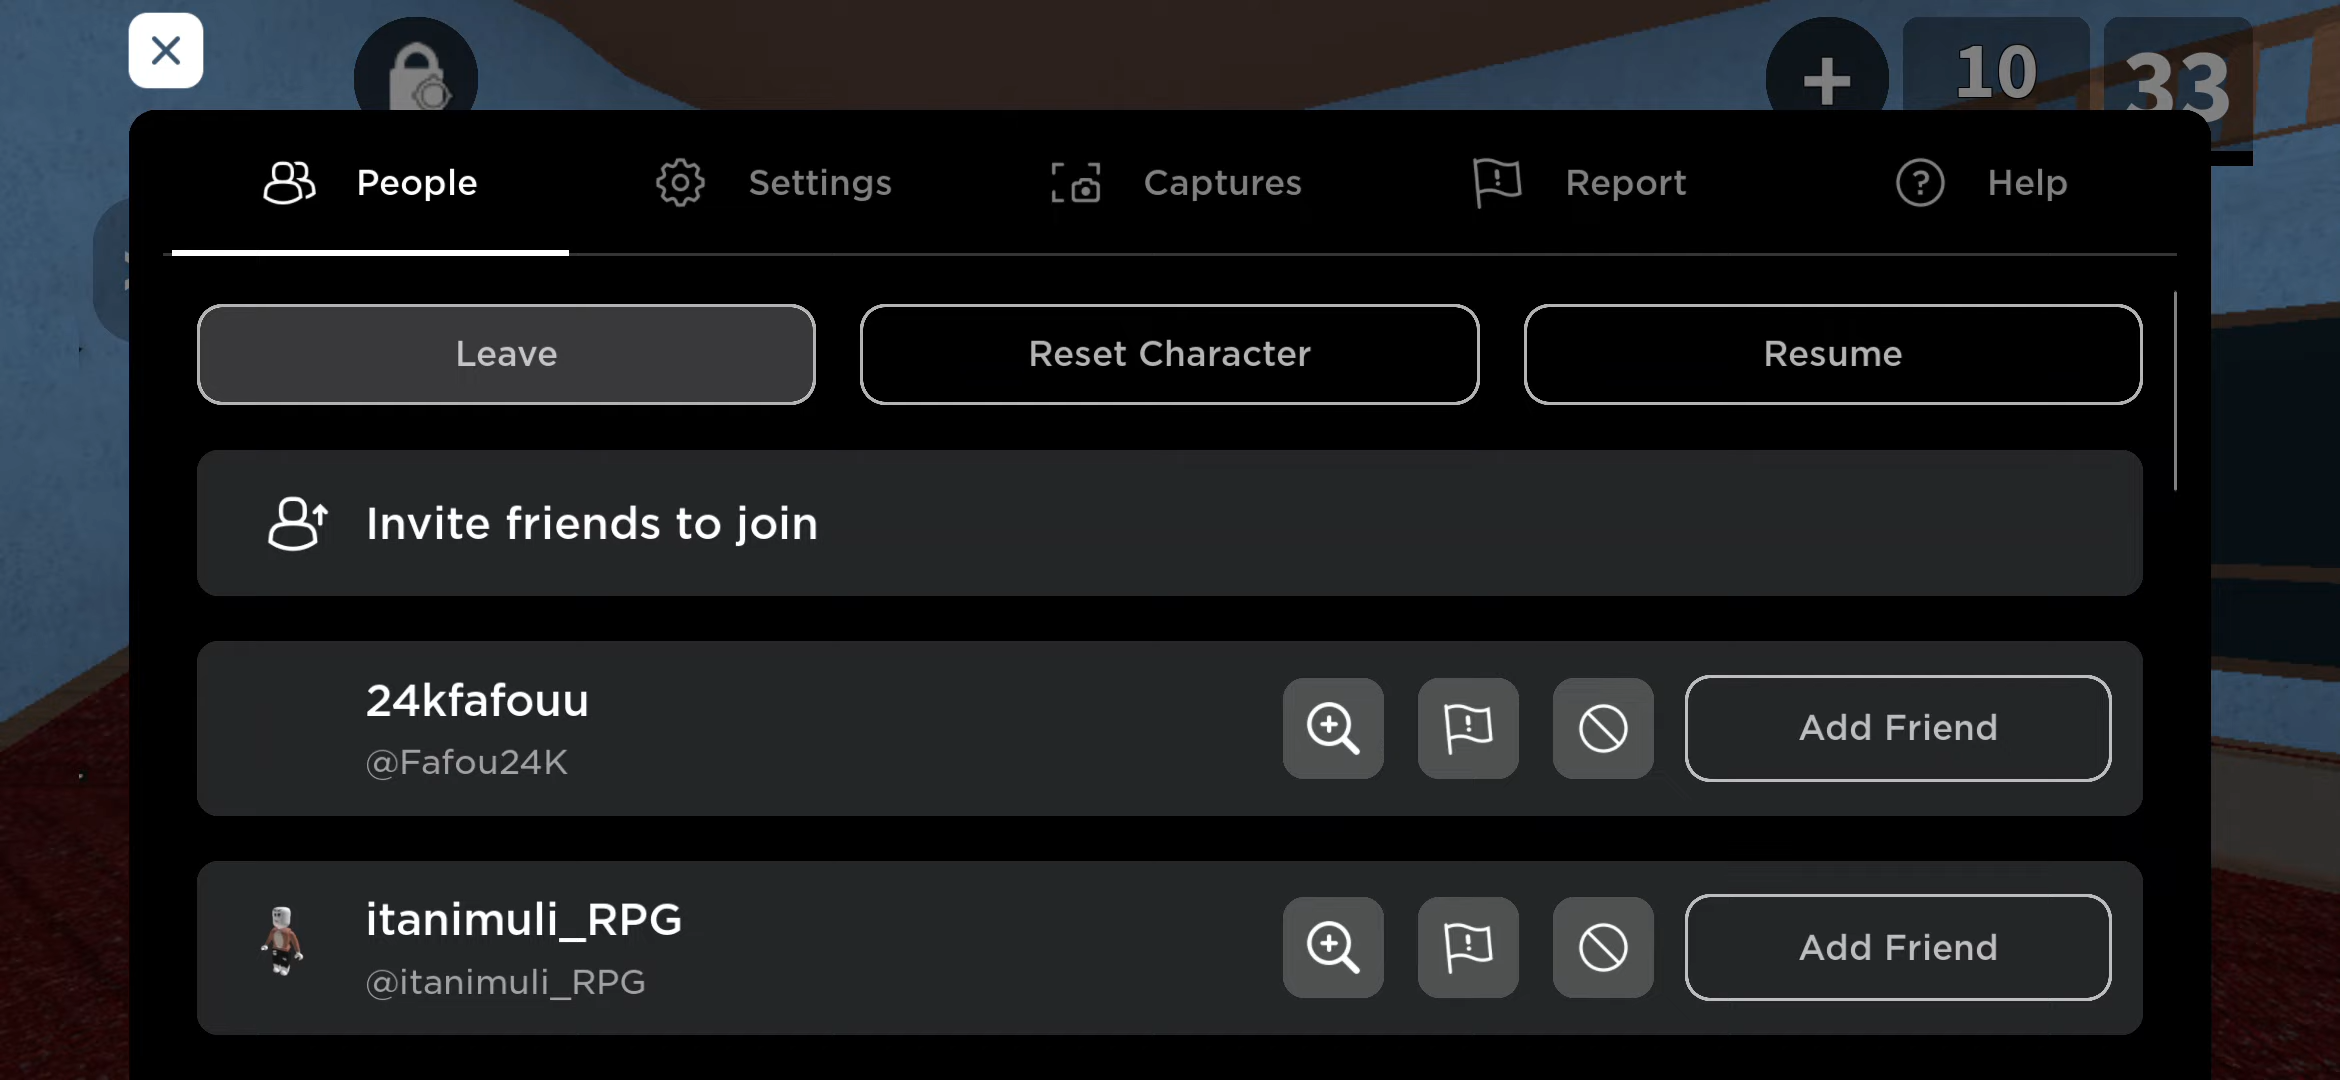 10
33
People
Settings
Captures
Report
Help
Leave
Reset Character
Resume
Invite friends to join
24kfafouu
@Fafou24K
Add Friend
itanimuli_RPG
@itanimuli_RPG
Add Friend